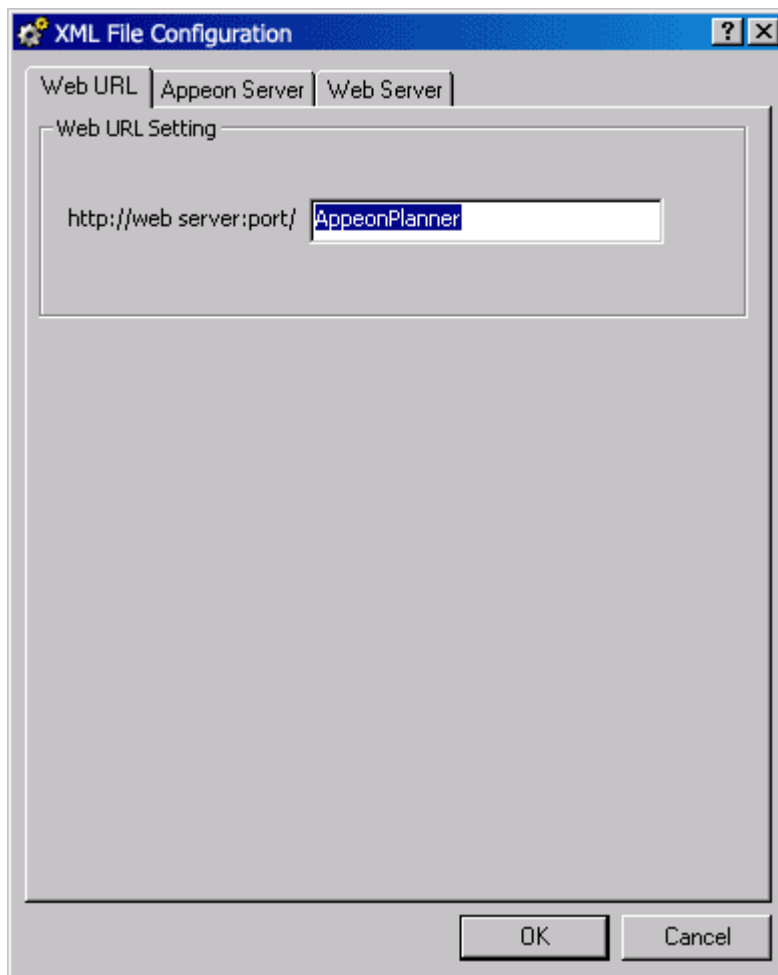 XML File Configuration
Web URL Appeon Server Web Server
Web URL Setting
http://web server:port/ AppeonPlanner
OK Cancel